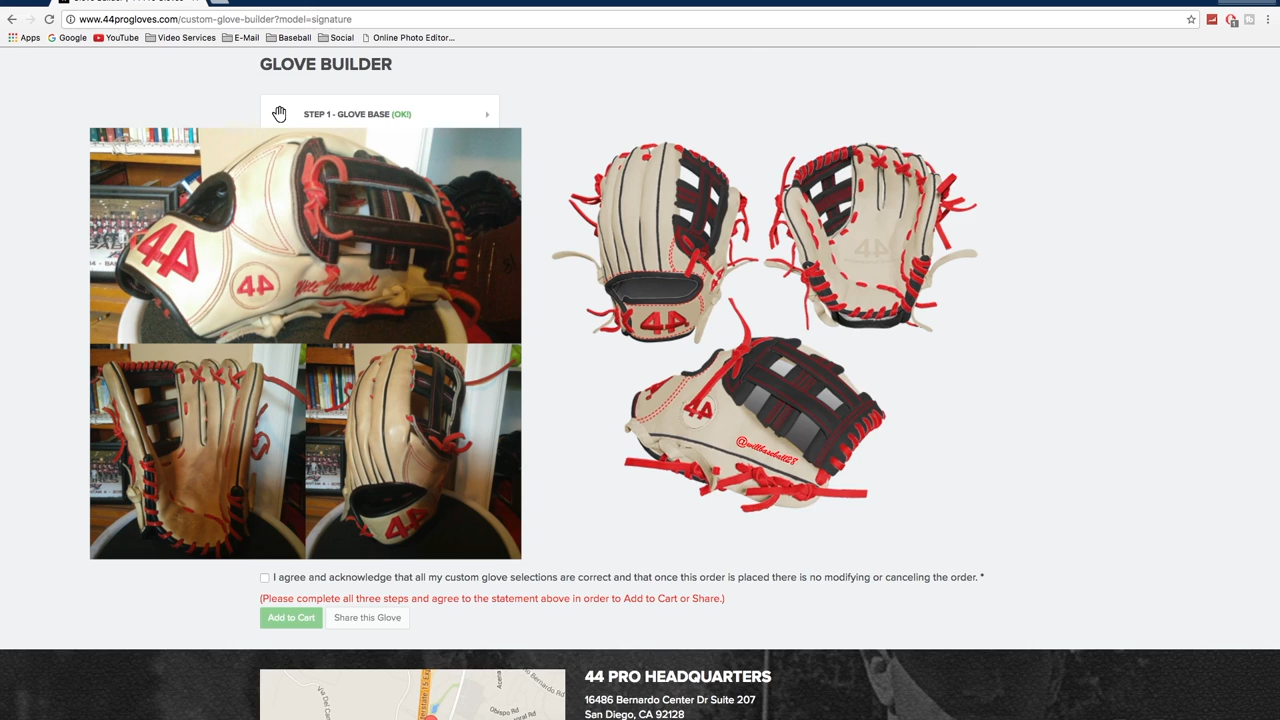 www.44progloves.com/custom-glove-builder?model=signature
Apps Google YouTube Video Services E-Mail Baseball Social Online Photo Editor...
GLOVE BUILDER
STEP 1 - GLOVE BASE (OK!)
44
44
44
44
44
44
44
@willbaseball28
I agree and acknowledge that all my custom glove selections are correct and that once this order is placed there is no modifying or canceling the order. *
(Please complete all three steps and agree to the statement above in order to Add to Cart or Share.)
Add to Cart Share this Glove
44 PRO HEADQUARTERS
16486 Bernardo Center Dr Suite 207
San Diego, CA 92128